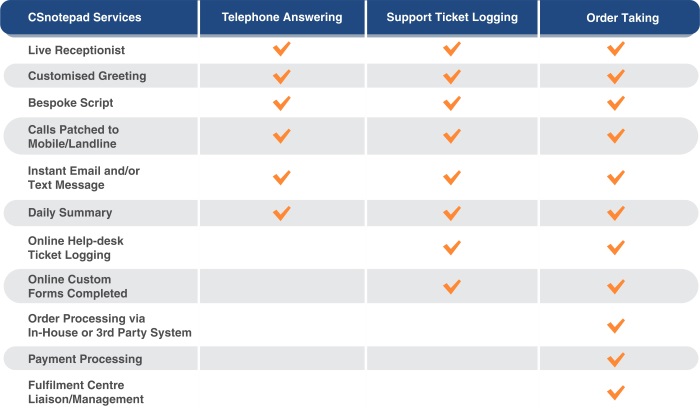 CSnotepad Services Telephone Answering Support Ticket Logging Order Taking
Live Receptionist
Customised Greeting
Bespoke Script
Calls Patched to
Mobile/Landline
Instant Email and/or
Text Message
Daily Summary
Online Help-desk
Ticket Logging
Online Custom
Forms Completed
Order Processing via
In-House or 3rd Party System
Payment Processing
Fulfilment Centre
Liaison/Management